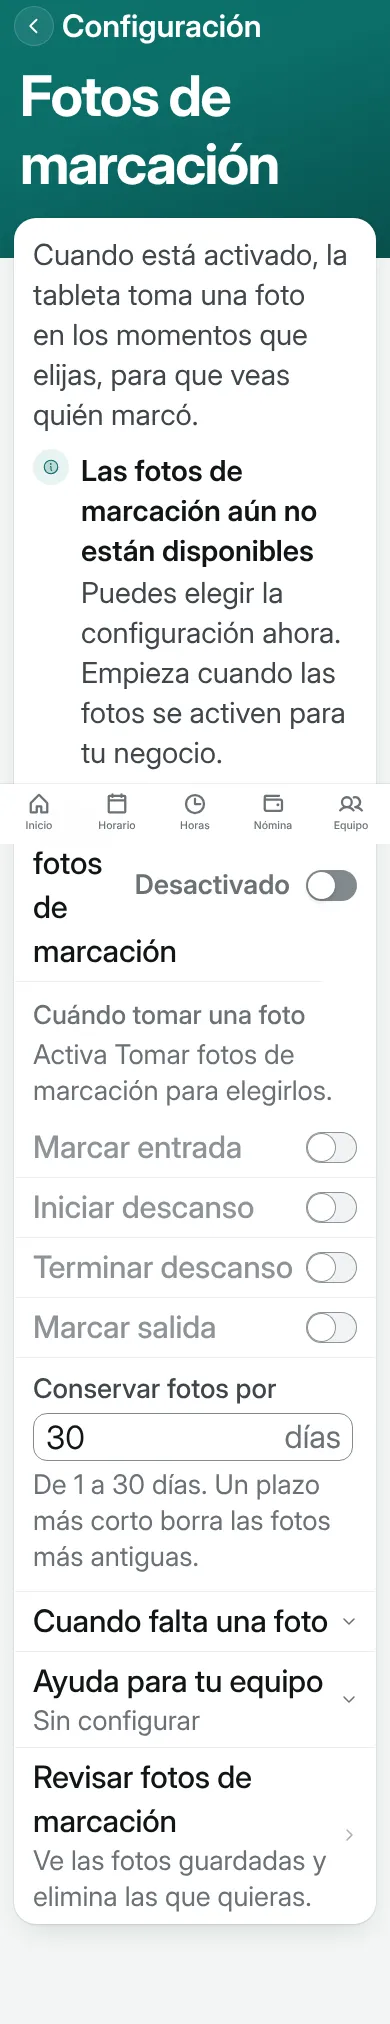 Configuración
Fotos de
marcación
Cuando está activado, la
tableta toma una foto
en los momentos que
elijas, para que veas
quién marcó.
Las fotos de
marcación aún no
están disponibles
Puedes elegir la
configuración ahora.
Empieza cuando las
fotos se activen para
tu negocio.
Inicio
Horario
Horas
Nómina
Equipo
fotos
de
marcación
Desactivado
Cuándo tomar una foto
Activa Tomar fotos de
marcación para elegirlos.
Marcar entrada
Iniciar descanso
Terminar descanso
Marcar salida
Conservar fotos por
30 días
De 1 a 30 días. Un plazo
más corto borra las fotos
más antiguas.
Cuando falta una foto
Ayuda para tu equipo
Sin configurar
Revisar fotos de
marcación
Ve las fotos guardadas y
elimina las que quieras.